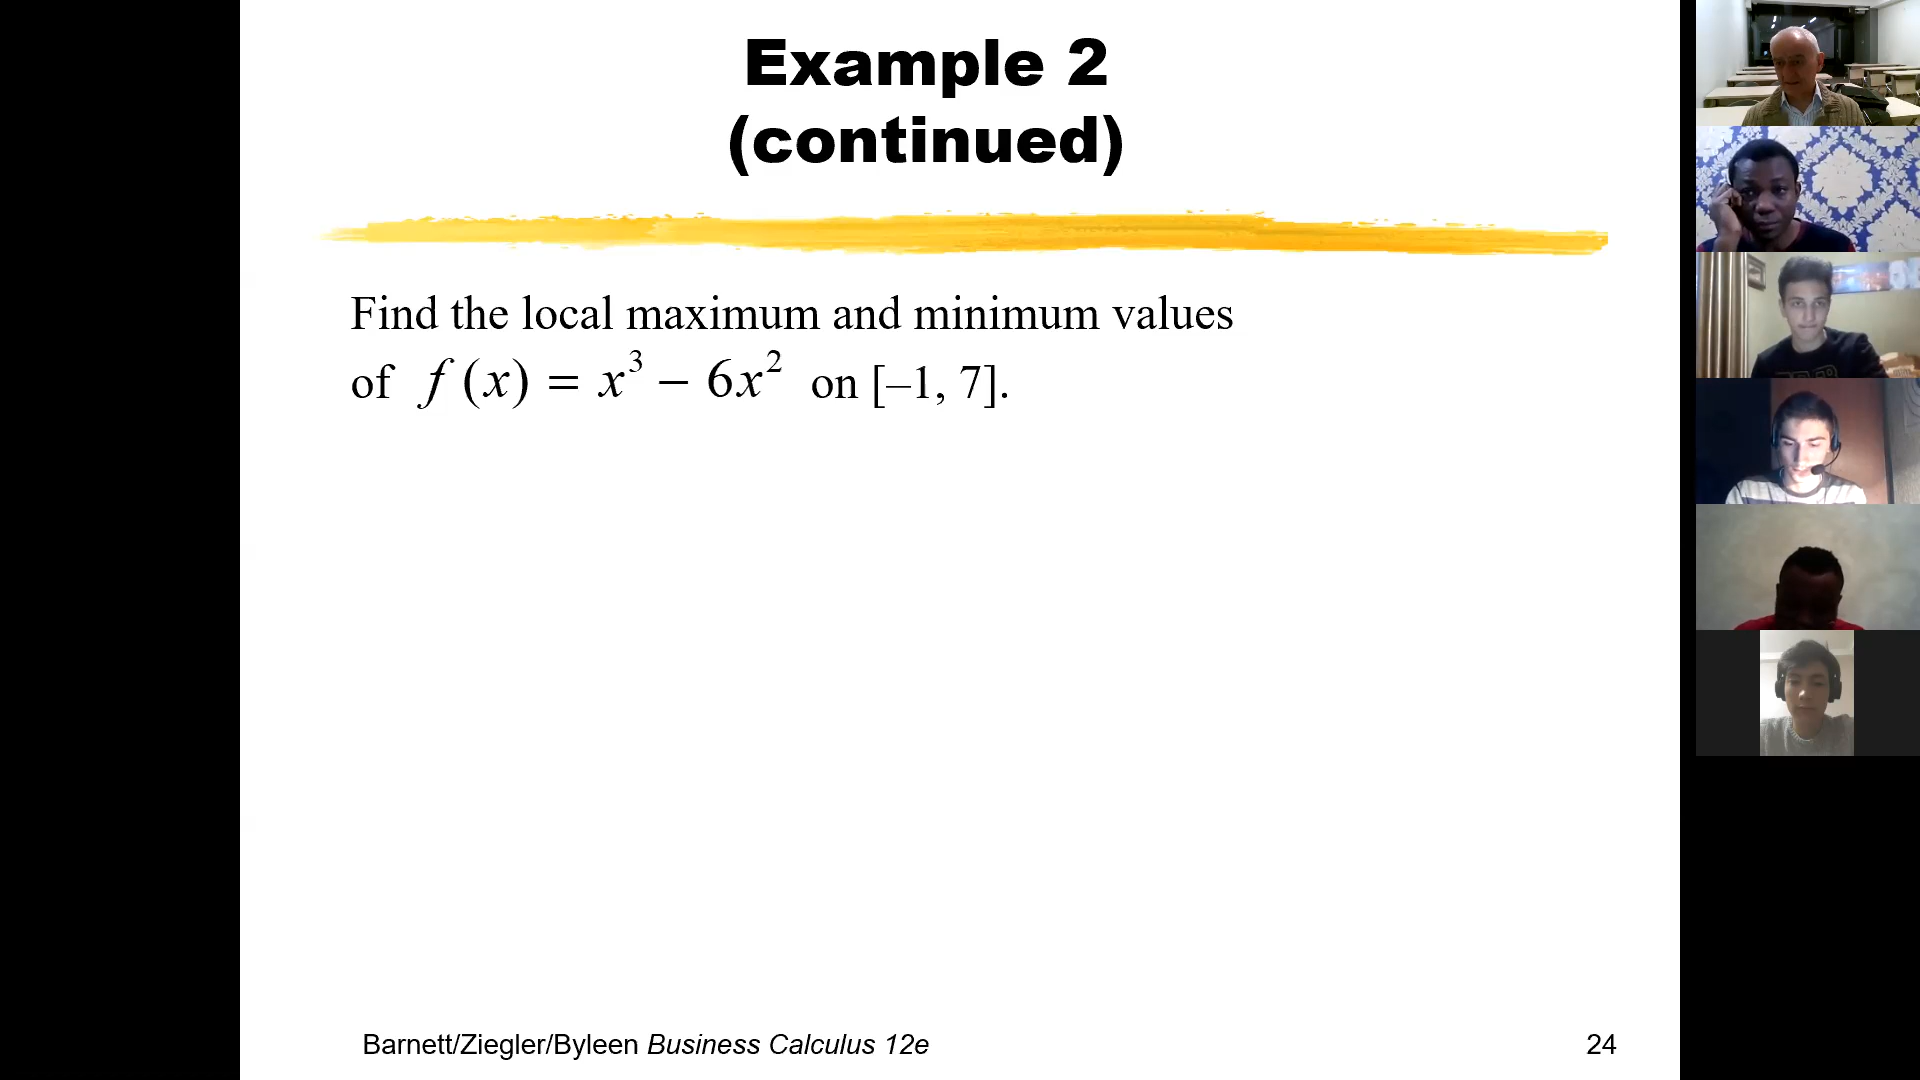 Example 2
(continued)
Find the local maximum and minimum values
of f (x) = x³ − 6x² on [–1, 7].
Barnett/Ziegler/Byleen Business Calculus 12e
24